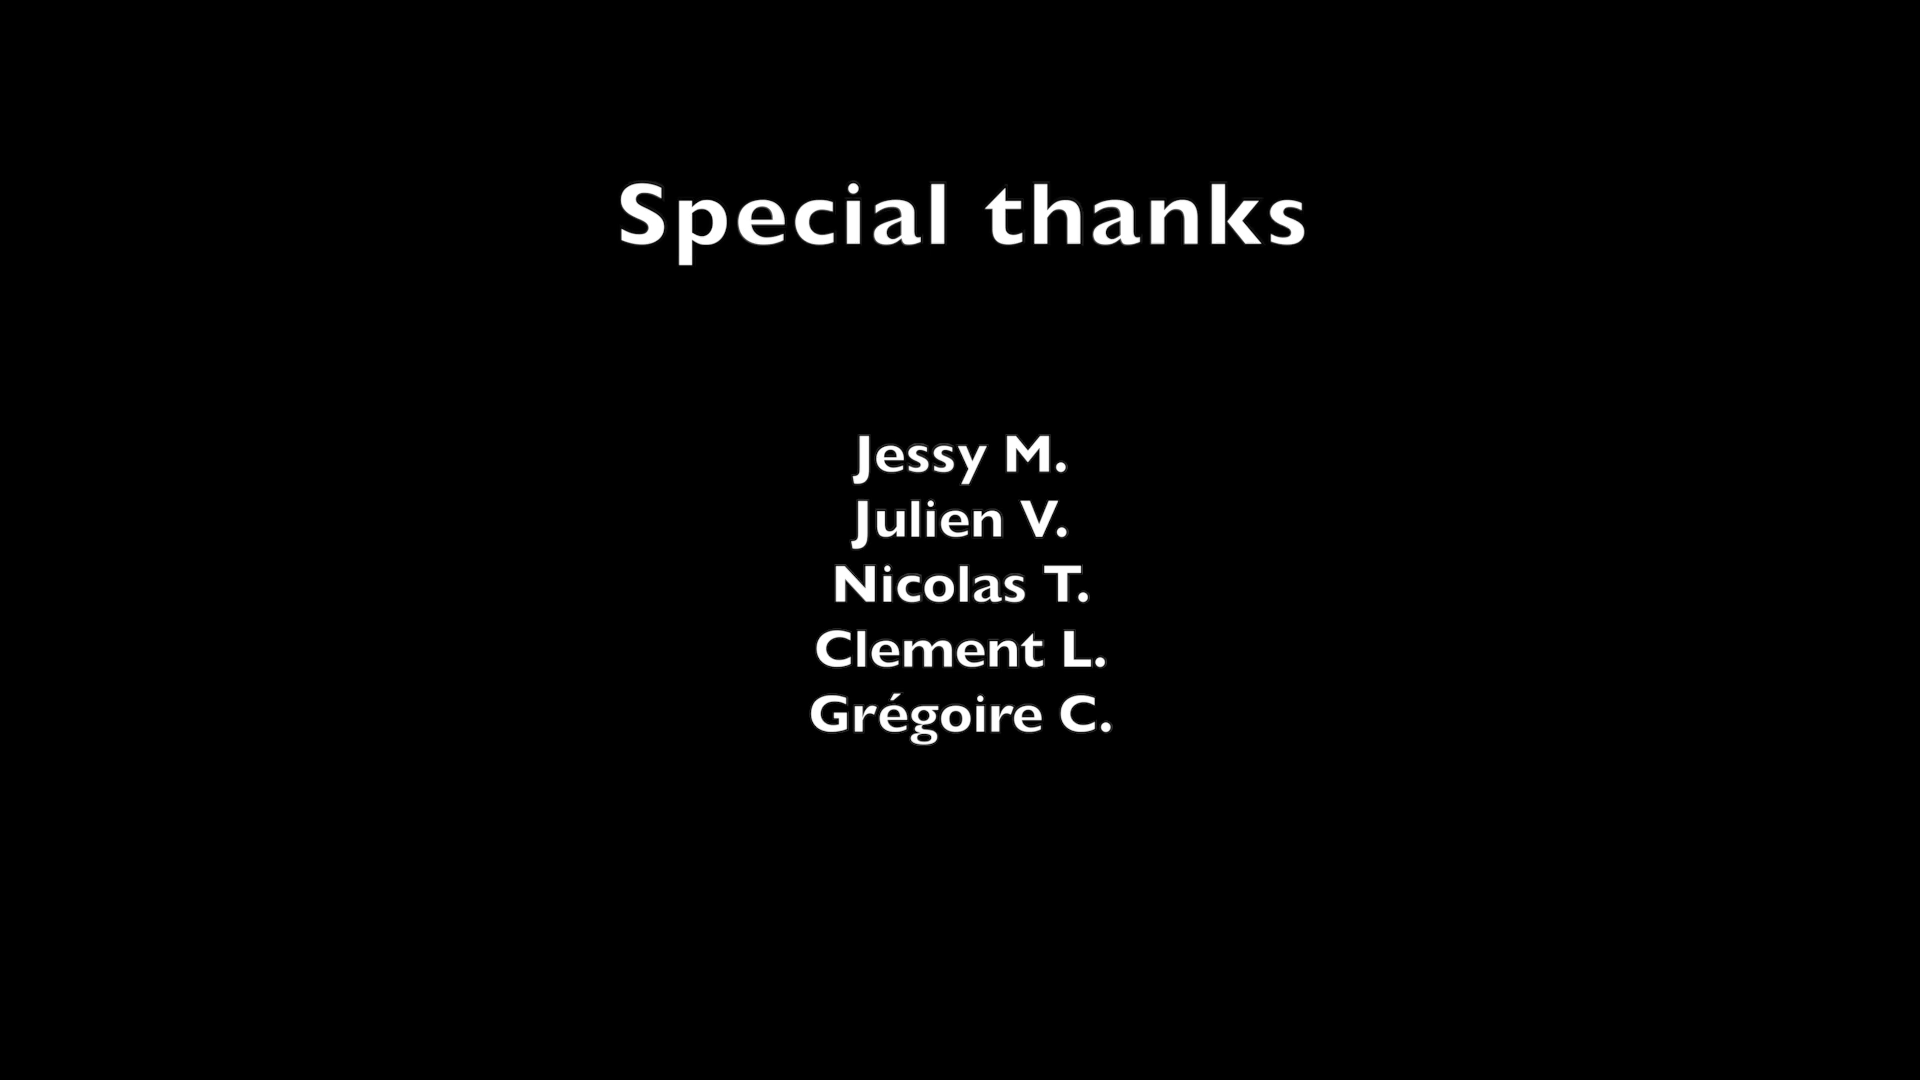 Special thanks
Jessy M.
Julien V.
Nicolas T.
Clement L.
Grégoire C.